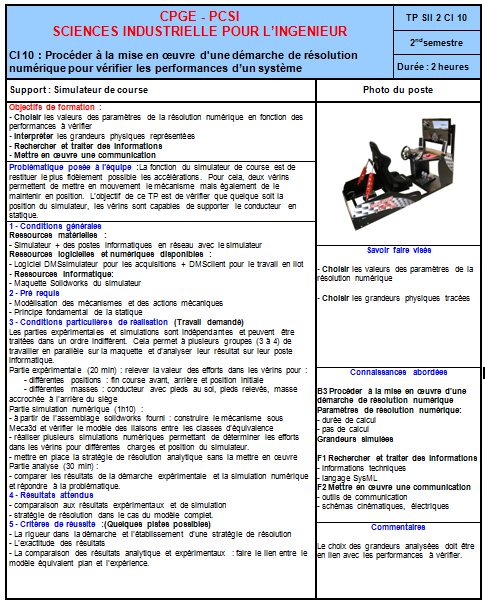 CPGE - PCSI
SCIENCES INDUSTRIELLE POUR L'INGENIEUR
CI 10 : Procéder à la mise en œuvre d'une démarche de résolution
numérique pour vérifier les performances d'un système
TP SII 2 CI 10
2nd semestre
Durée : 2 heures
Support : Simulateur de course
Photo du poste
Objectifs de formation :
- Choisir les valeurs des paramètres de la résolution numérique en fonction des
performances à vérifier
- Interpréter les grandeurs physiques représentées
- Rechercher et traiter des informations
- Mettre en œuvre une communication
Problématique posée à l'équipe : La fonction du simulateur de course est de
restituer le plus fidèlement possible les accélérations. Pour cela, deux vérins
permettent de mettre en mouvement le mécanisme mais également de le
maintenir en position. L'objectif de ce TP est de vérifier que quelque soit la
position du simulateur, les vérins sont capables de supporter le conducteur en
statique.
1 - Conditions générales
Ressources matérielles :
- Simulateur + des postes informatiques en réseau avec le simulateur
Ressources logicielles et numériques disponibles :
- Logiciel DMSsimulateur pour les acquisitions + DMSclient pour le travail en ilot
- Ressources informatique:
- Maquette Solidworks du simulateur
2 - Pré requis
- Modélisation des mécanismes et des actions mécaniques
- Principe fondamental de la statique
3 - Conditions particulières de réalisation (Travail demandé)
Les parties expérimentales et simulations sont indépendantes et peuvent être
traitées dans un ordre indifférent. Cela permet à plusieurs groupes (3 à 4) de
travailler en parallèle sur la maquette et d'analyser leur résultat sur leur poste
informatique.
Partie expérimentale (20 min) : relever la valeur des efforts dans les vérins pour :
- différentes positions : fin course avant, arrière et position initiale
- différentes masses : conducteur avec pieds au sol, pieds relevés, masse
accrochée à l'arrière du siège
Partie simulation numérique (1h10) :
- à partir de l'assemblage solidworks fourni : construire le mécanisme sous
Meca3d et vérifier le modèle des liaisons entre les classes d'équivalence
- réaliser plusieurs simulations numériques permettant de déterminer les efforts
dans les vérins pour différentes charges et position du simulateur.
- mettre en place la stratégie de résolution analytique sans la mettre en œuvre
Partie analyse (30 min) :
- comparer les résultats de la démarche expérimentale et la simulation numérique
et répondre à la problématique.
4 - Résultats attendus
- comparaison aux résultats expérimentaux et de simulation
- stratégie de résolution dans le cas du modèle complet.
5 - Critères de réussite :(Quelques pistes possibles)
- La rigueur dans la démarche et l'établissement d'une stratégie de résolution
- L'exactitude des résultats
- La comparaison des résultats analytique et expérimentaux : faire le lien entre le
modèle équivalent plan et l'expérience.
Savoir faire visés
- Choisir les valeurs des paramètres de la
résolution numérique
- Choisir les grandeurs physiques tracées
Connaissances abordées
B3 Procéder à la mise en œuvre d'une
démarche de résolution numérique
Paramètres de résolution numérique:
- durée de calcul
- pas de calcul
Grandeurs simulées
F1 Rechercher et traiter des informations
- informations techniques
- langage SysML
F2 Mettre en œuvre une communication
- outils de communication
- schémas cinématiques, électriques
Commentaires
Le choix des grandeurs analysées doit être
en lien avec les performances à vérifier.